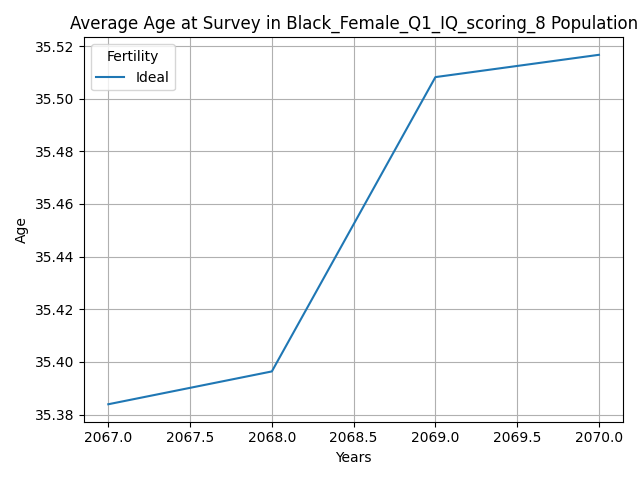 Average Age at Survey in Black_Female_Q1_IQ_scoring_8 Population
35.52
35.50
35.48
35.46
35.44
35.42
35.40
35.38
Age
Fertility
Ideal
2067.0 2067.5 2068.0 2068.5 2069.0 2069.5 2070.0
Years